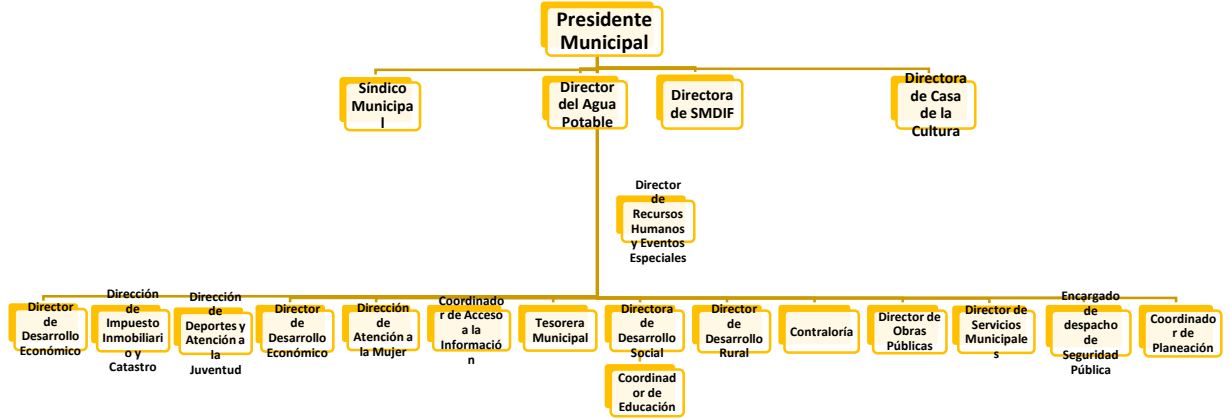 Presidente
Municipal
Síndico
Municipa
l
Director
del Agua
Potable
Directora
de SMDIF
Directora
de Casa
de la
Cultura
Director
de
Recursos
Humanos
y Eventos
Especiales
Director
de
Desarrollo
Económico
Dirección
de
Impuesto
Inmobiliari
o y
Catastro
Dirección
de
Deportes y
Atención a
la
Juventud
Director
de
Desarrollo
Económico
Dirección
de
Atención a
la Mujer
Coordinado
r de Acceso
a la
Informació
n
Tesorera
Municipal
Directora
de
Desarrollo
Social
Director
de
Desarrollo
Rural
Contraloría
Director de
Obras
Públicas
Director de
Servicios
Municipale
s
Encargado
de
despacho
de
Seguridad
Pública
Coordinado
r de
Planeación
Coordinad
or de
Educación